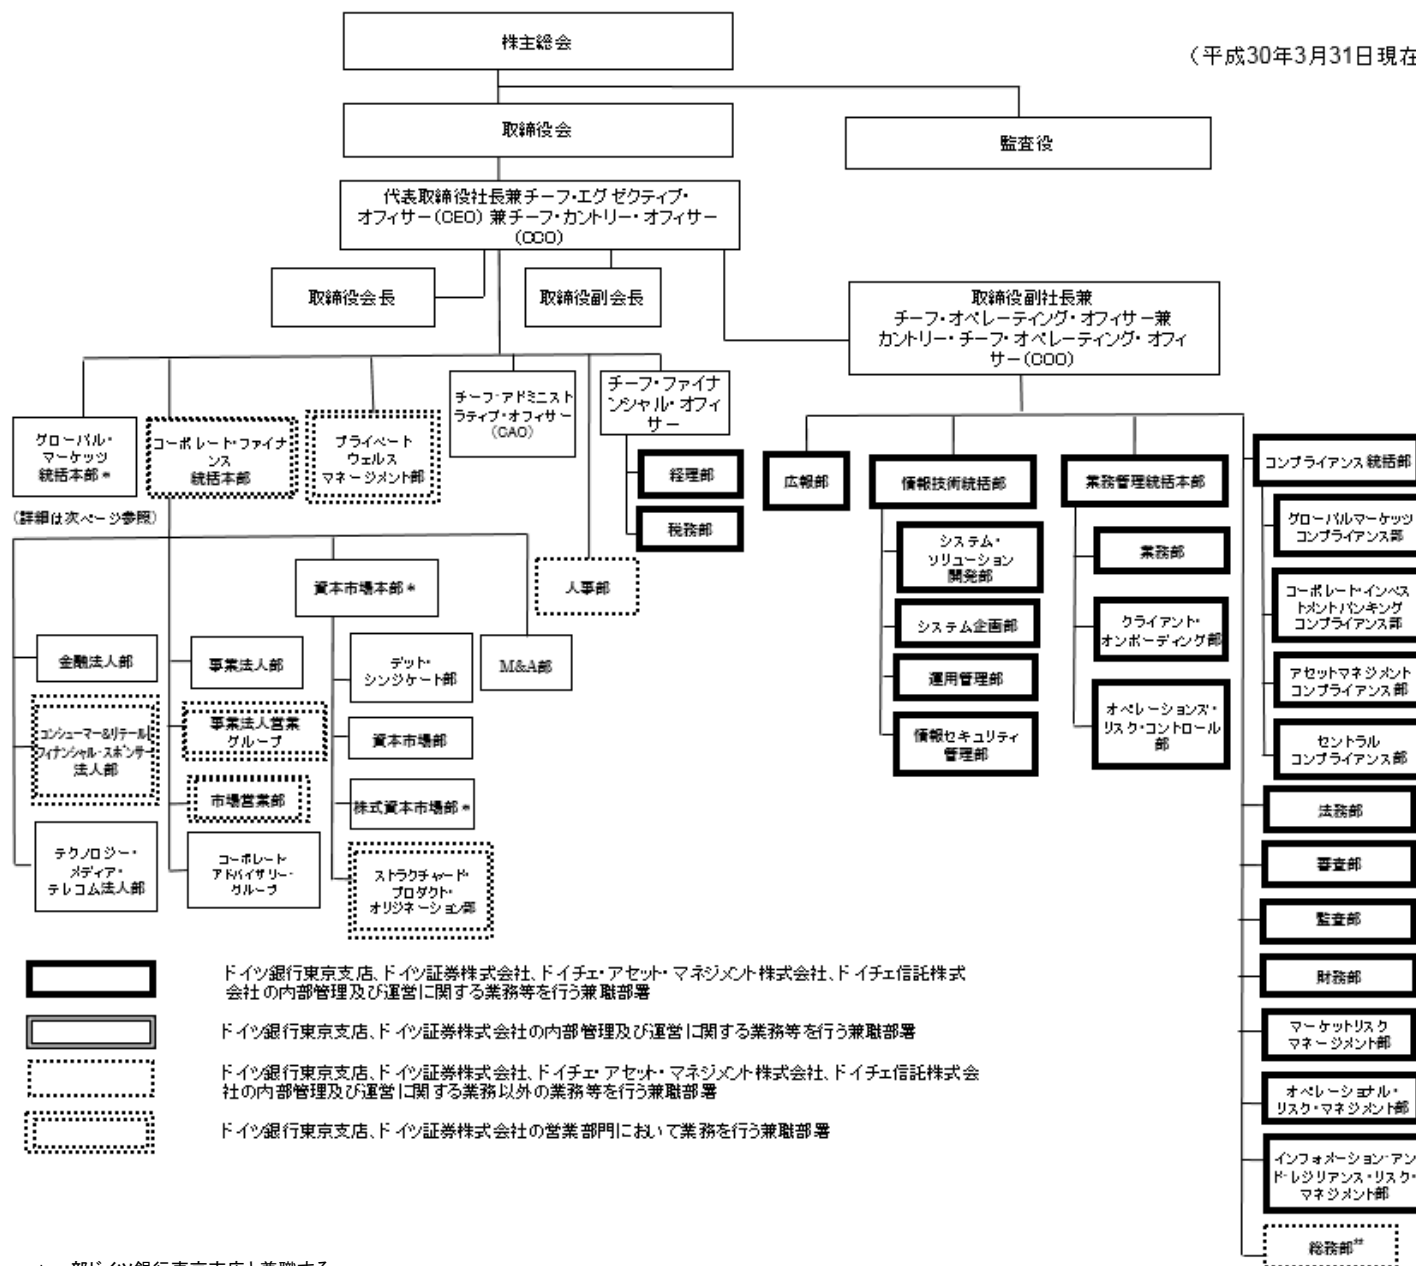 株主総会
(平成30年3月31日現在
取締役会
監査役
代表取締役社長兼チーフ・エグゼクティブ・
オフィサー(CEO) 兼チーフ・カントリー・オフィサー
(CCO)
取締役会長
取締役副会長
取締役副社長兼
チーフ・オペレーティング・オフィサー兼
カントリー・チーフ・オペレーティング・オフィ
サー(COO)
グローバル・
マーケッツ
統括本部*
(詳細は次ページ参照)
コーポレート・ファイナ
ンス
統括本部
プライベート
ウェルス
マネージメント部
チーフ・アドミニスト
ラティブ・オフィサー
(CAO)
チーフ・ファイナ
ンシャル・オフィ
サー
経理部
税務部
人事部
資本市場本部*
金融法人部
コンシューマー&リテール|
フィナンシャル・スポンサー
法人部
テクノロジー・
メディア・
テレコム法人部
事業法人部
事業法人営業
グループ
市場営業部
コーポレート
アドバイザリー・
グループ
デット・
シンジケート部
資本市場部
株式資本市場部*
ストラクチャード・
プロダクト・
オリジネーション部
M&A部
広報部
情報技術統括部
システム・
ソリューション
開発部
システム企画部
運用管理部
情報セキュリティ
管理部
業務管理統括本部
業務部
クライアント・
オンボーディング部
オペレーションズ・
リスク・コントロール
部
コンプライアンス統括部
グローバルマーケッツ
コンプライアンス部
コーポレート・インベス
トメントバンキング
コンプライアンス部
アセットマネジメント
コンプライアンス部
セントラル
コンプライアンス部
法務部
審査部
監査部
財務部
マーケットリスク
マネージメント部
オペレーショナル・
リスク・マネジメント部
インフォメーション・アン
ド・レジリアンス・リスク・
マネジメント部
総務部**
ドイツ銀行東京支店、ドイツ証券株式会社、ドイチェ・アセット・マネジメント株式会社、ドイチェ信託株式
会社の内部管理及び運営に関する業務等を行う兼職部署
ドイツ銀行東京支店、ドイツ証券株式会社の内部管理及び運営に関する業務等を行う兼職部署
ドイツ銀行東京支店、ドイツ証券株式会社、ドイチェ・アセット・マネジメント株式会社、ドイチェ信託株式会
社の内部管理及び運営に関する業務以外の業務等を行う兼職部署
ドイツ銀行東京支店、ドイツ証券株式会社の営業部門において業務を行う兼職部署